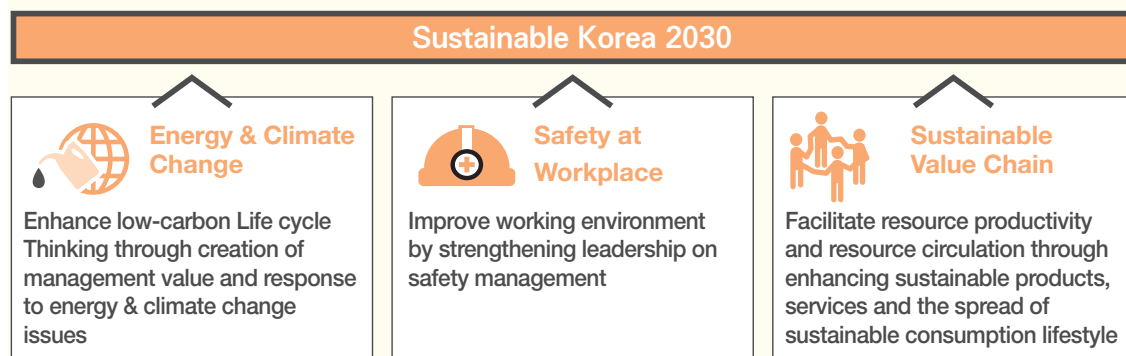 Sustainable Korea 2030
Energy & Climate
Change
Enhance low-carbon Life cycle
Thinking through creation of
management value and response
to energy & climate change
issues
Safety at
Workplace
Improve working environment
by strengthening leadership on
safety management
Sustainable
Value Chain
Facilitate resource productivity
and resource circulation through
enhancing sustainable products,
services and the spread of
sustainable consumption lifestyle